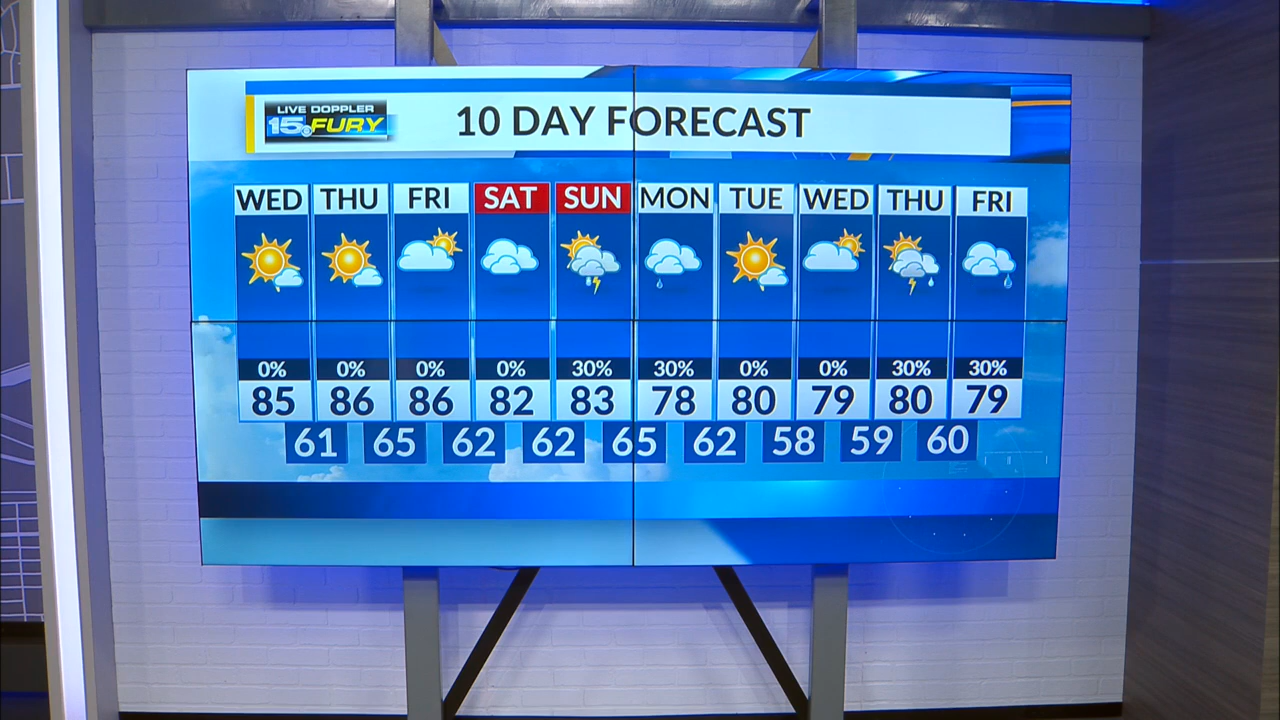 LIVE DOPPLER
15 FURY
10 DAY FORECAST
WED THU FRI SAT SUN MON TUE WED THU FRI
0% 0% 0% 0% 30% 30% 0% 0% 30% 30%
85 86 86 82 83 78 80 79 80 79
61 65 62 62 65 62 58 59 60